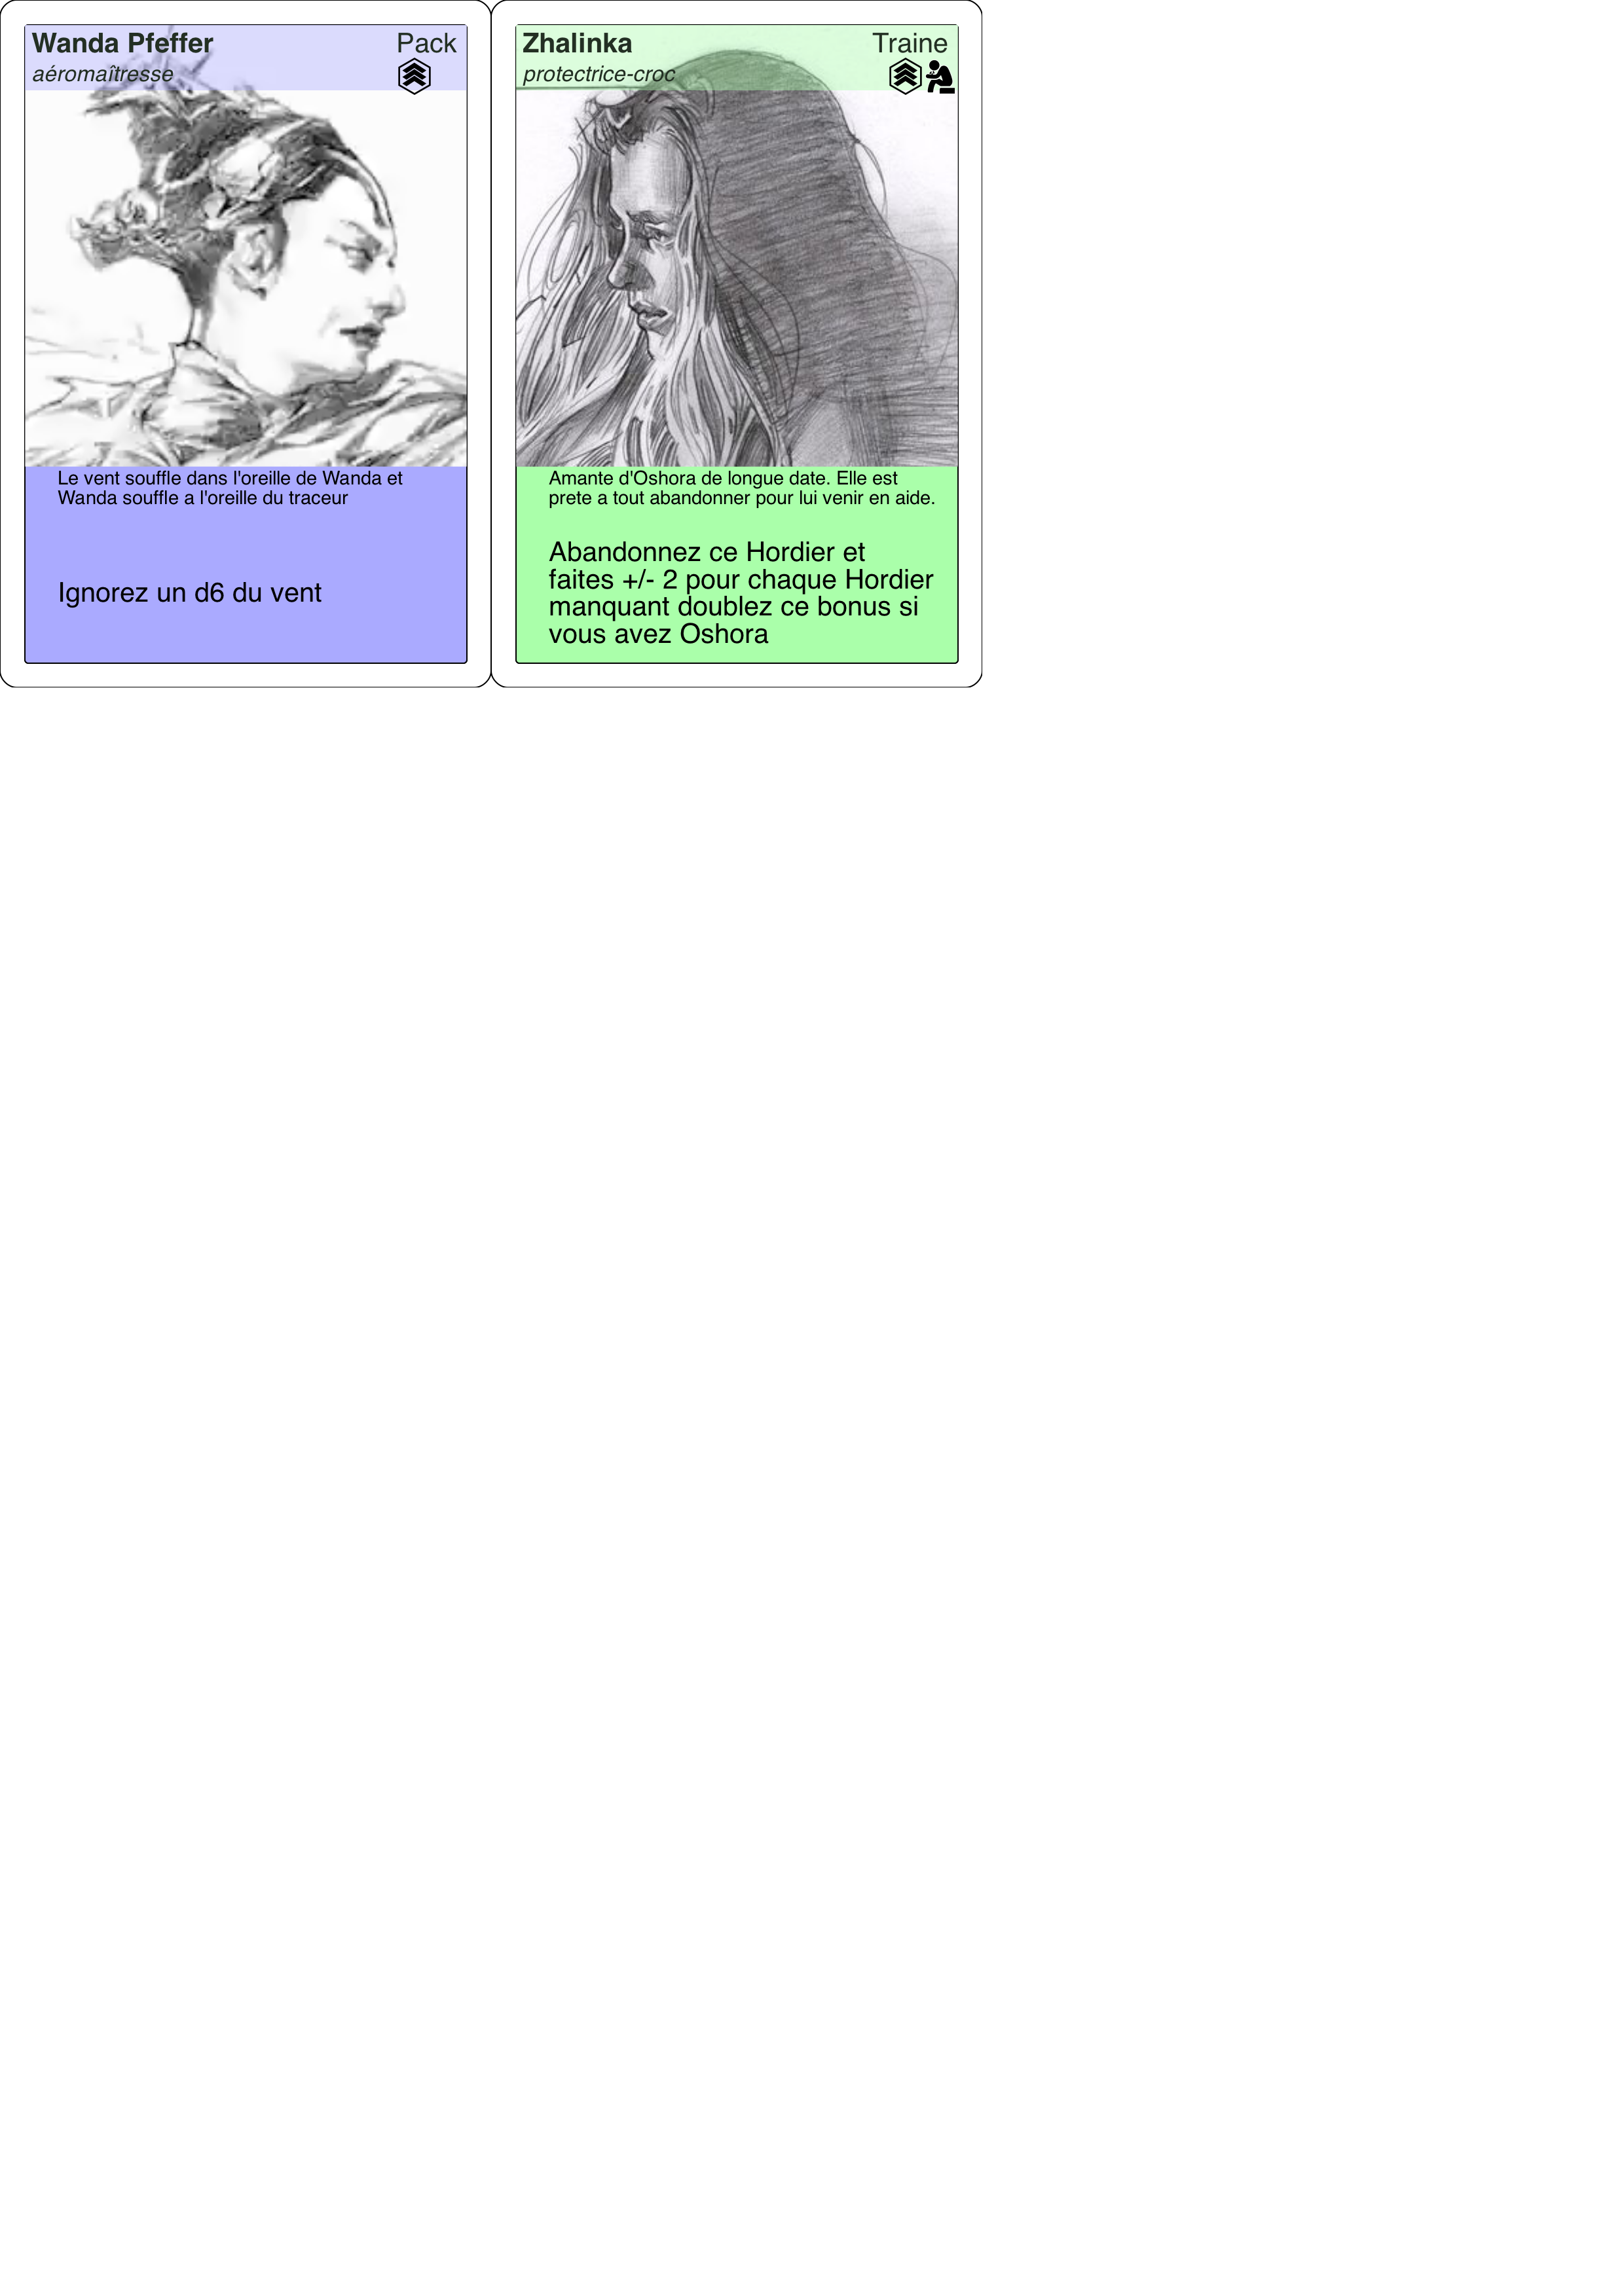 Wanda Pfeffer
Pack
aéromaîtresse
Le vent souffle dans l'oreille de Wanda et
Wanda souffle a l'oreille du traceur
Ignorez un d6 du vent
Zhalinka
Traine
protectrice-croc
Amante d'Oshora de longue date. Elle est
prete a tout abandonner pour lui venir en aide.
Abandonnez ce Hordier et
faites +/- 2 pour chaque Hordier
manquant doublez ce bonus si
vous avez Oshora